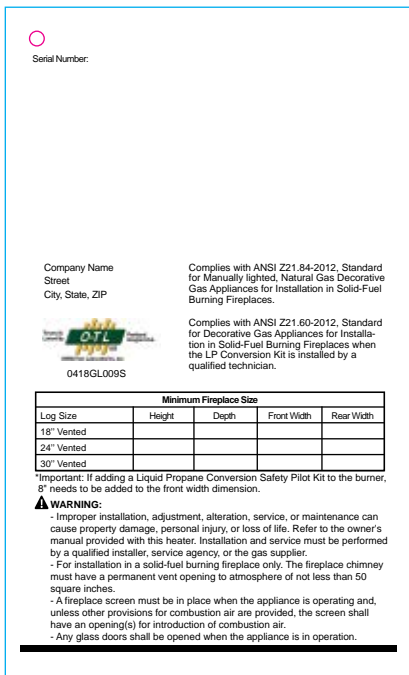 Serial Number:
Company Name
Street
City, State, ZIP
O-TL
0418GL009S
Complies with ANSI Z21.84-2012, Standard
for Manually lighted, Natural Gas Decorative
Gas Appliances for Installation in Solid-Fuel
Burning Fireplaces.
Complies with ANSI Z21.60-2012, Standard
for Decorative Gas Appliances for Installa-
tion in Solid-Fuel Burning Fireplaces when
the LP Conversion Kit is installed by a
qualified technician.
Minimum Fireplace Size
Log Size Height Depth Front Width Rear Width
18" Vented
24" Vented
30" Vented
*Important: If adding a Liquid Propane Conversion Safety Pilot Kit to the burner,
8" needs to be added to the front width dimension.
WARNING:
- Improper installation, adjustment, alteration, service, or maintenance can
cause property damage, personal injury, or loss of life. Refer to the owner's
manual provided with this heater. Installation and service must be performed
by a qualified installer, service agency, or the gas supplier.
- For installation in a solid-fuel burning fireplace only. The fireplace chimney
must have a permanent vent opening to atmosphere of not less than 50
square inches.
- A fireplace screen must be in place when the appliance is operating and,
unless other provisions for combustion air are provided, the screen shall
have an opening(s) for introduction of combustion air.
- Any glass doors shall be opened when the appliance is in operation.